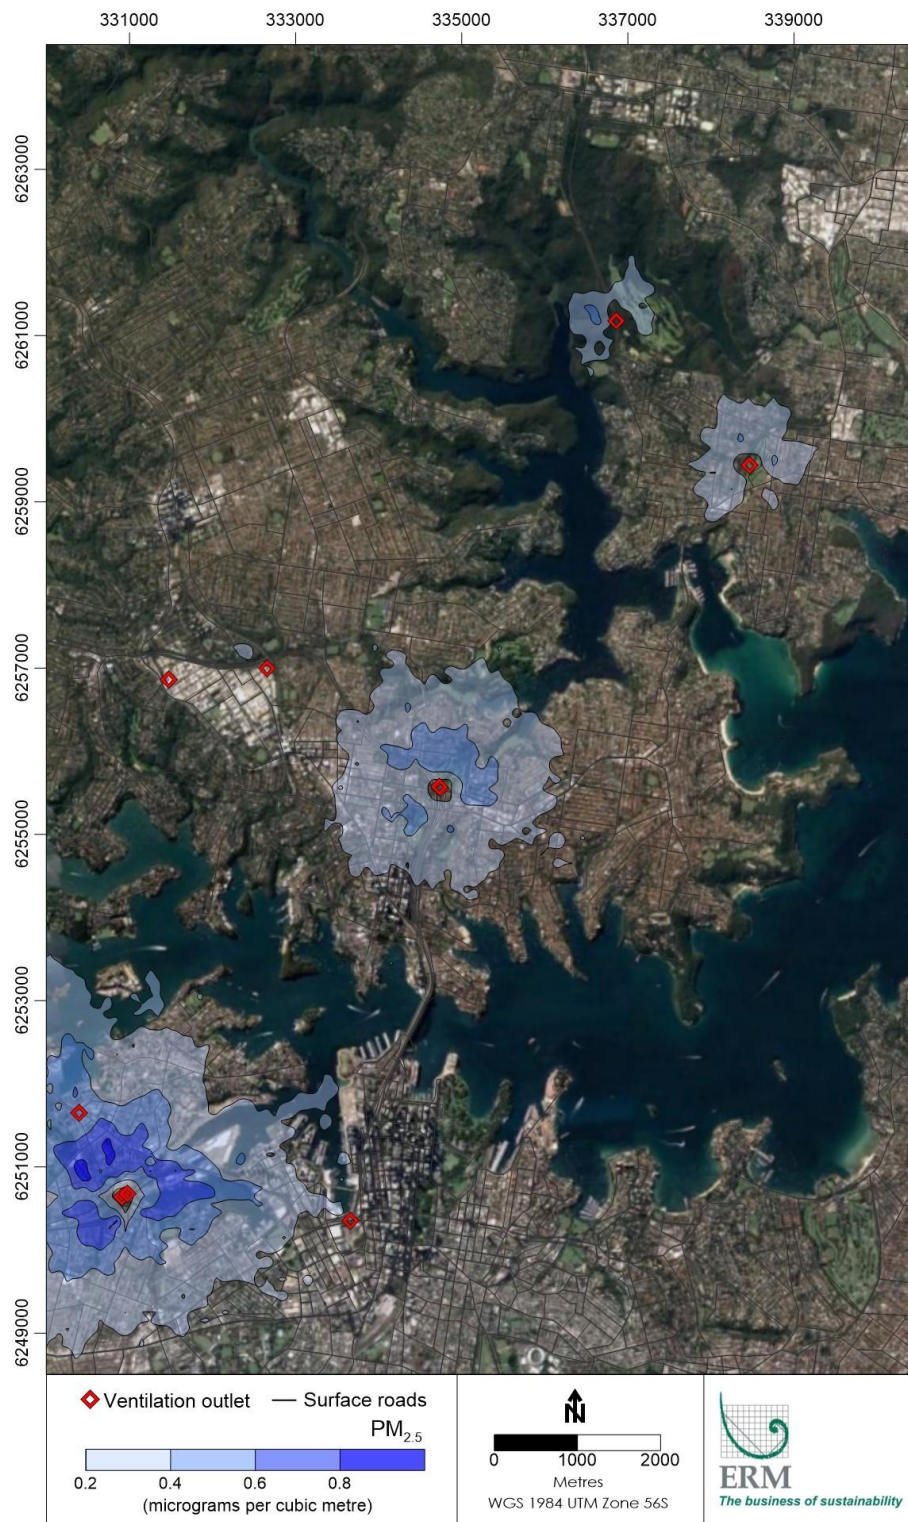 331000 333000 335000 337000 339000
6263000
6261000
6259000
6257000
6255000
6253000
6251000
6249000
Ventilation outlet Surface roads
PM2.5
0.2 0.4 0.6 0.8
(micrograms per cubic metre)
N
0 1000 2000
Metres
WGS 1984 UTM Zone 56S
ERM
The business of sustainability